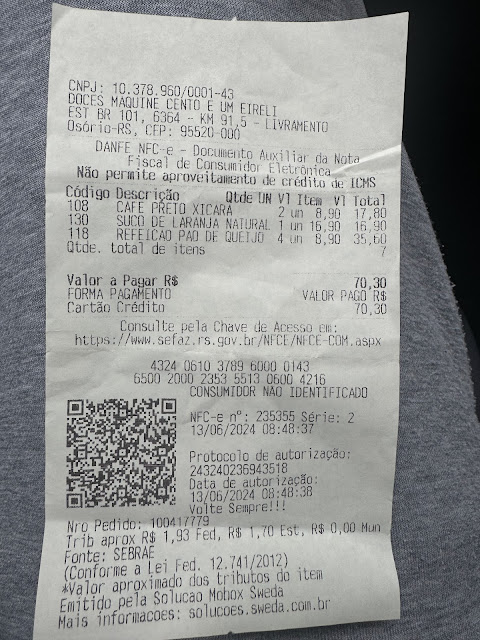 CNPJ: 10.378.960/0001-43
DOCES MAQUINE CENTO E UM EIRELI
EST BR 101, 6364 - KM 91,5 - LIVRAMENTO
Osório-RS, CEP: 95520-000
DANFE NFC-e - Documento Auxiliar da Nota
Fiscal de Consumidor Eletrônica
Não permite aproveitamento de crédito de ICMS
Código Descrição Qtde UN Vl Item Vl Total
108 CAFE PRETO XICARA 2 un 8,90 17,80
130 SUCO DE LARANJA NATURAL 1 un 16,90 16,90
118 REFEICAO PAO DE QUEIJO 4 un 8,90 35,60
Qtde. total de itens 7
Valor a Pagar R$ 70,30
FORMA PAGAMENTO VALOR PAGO R$
Cartão Crédito 70,30
Consulte pela Chave de Acesso em:
https://www.sefaz.rs.gov.br/NFCE/NFCE-COM.aspx
4324 0610 3789 6000 0143
6500 2000 2353 5513 0600 4216
CONSUMIDOR NAO IDENTIFICADO
NFC-e nº: 235355 Série: 2
13/06/2024 08:48:37
Protocolo de autorização:
243240236943518
Data de autorização:
13/06/2024 08:48:38
Volte Sempre!!!
Nro Pedido: 100417779
Trib aprox R$ 1,93 Fed, R$ 1,70 Est, R$ 0,00 Mun
Fonte: SEBRAE
(Conforme a Lei Fed. 12.741/2012)
*Valor aproximado dos tributos do item
Emitido pela Solucao Mohox Sweda
Mais informacoes: solucoes.sweda.com.br